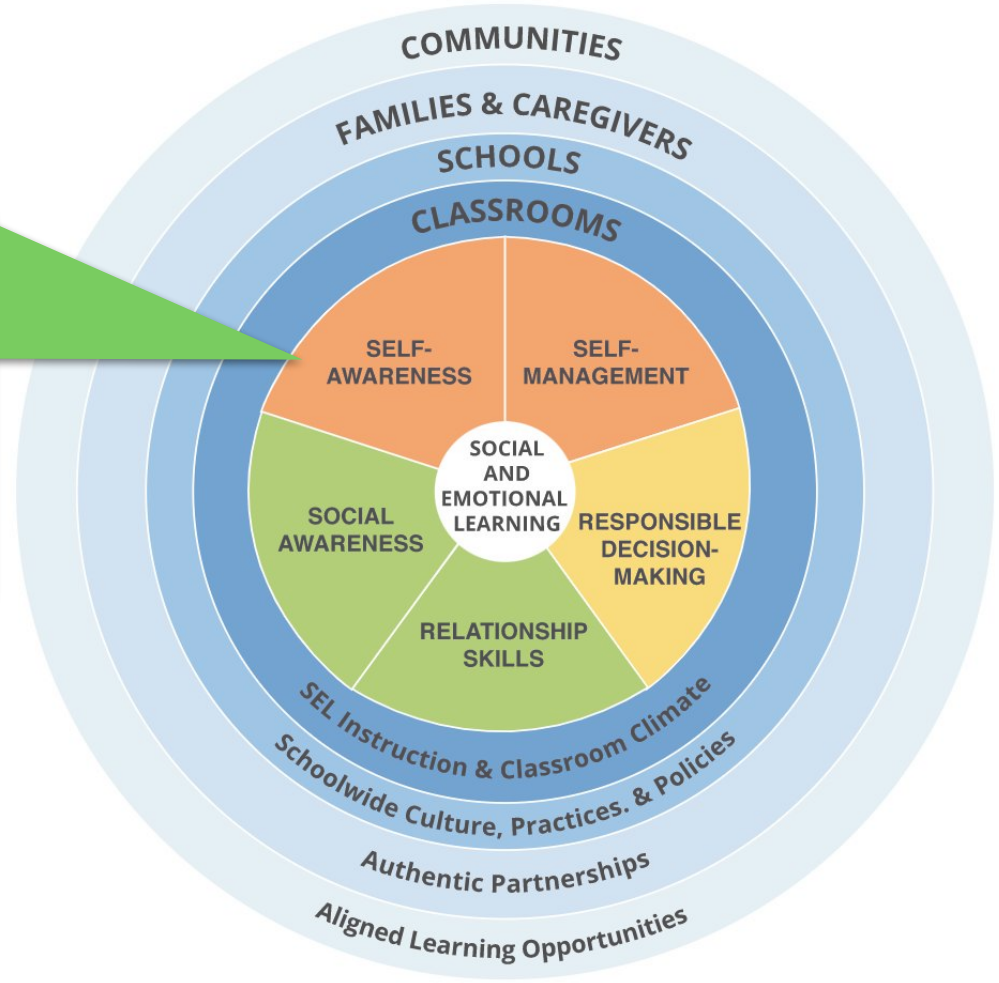 COMMUNITIES
FAMILIES & CAREGIVERS
SCHOOLS
CLASSROOMS
SELF-
AWARENESS
SELF-
MANAGEMENT
SOCIAL
AND
EMOTIONAL
LEARNING
SOCIAL
AWARENESS
RESPONSIBLE
DECISION-
MAKING
RELATIONSHIP
SKILLS
SEL Instruction & Classroom Climate
Schoolwide Culture, Practices. & Policies
Authentic Partnerships
Aligned Learning Opportunities